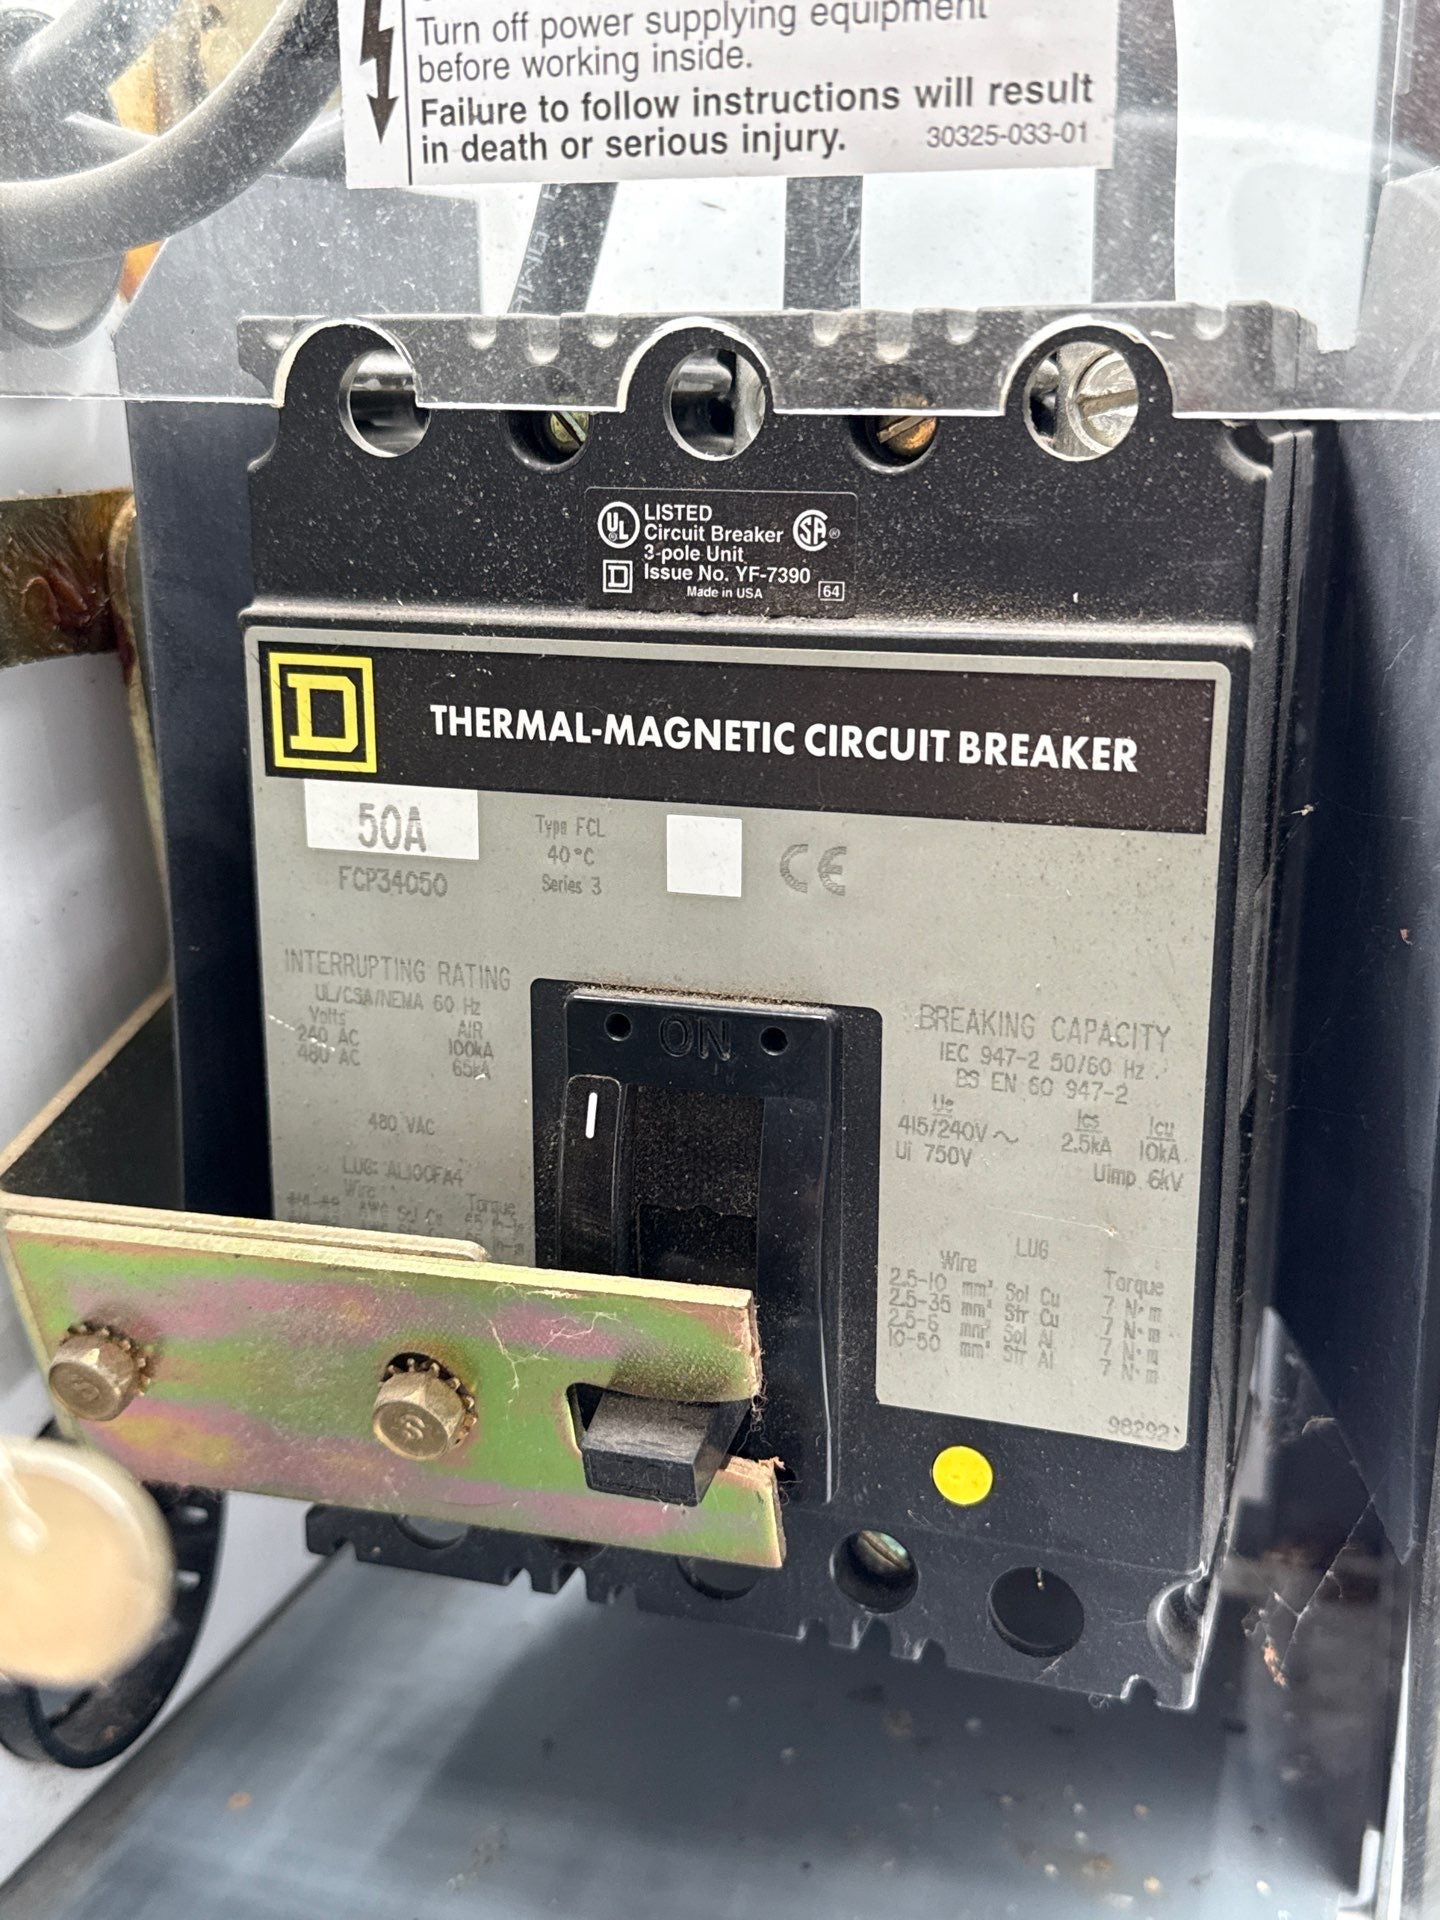 Turn off power supplying equipment
before working inside.
Failure to follow instructions will result
in death or serious injury.
30325-033-01
UL
LISTED
Circuit Breaker
3-pole Unit
Issue No. YF-7390
Made in USA
64
D
THERMAL-MAGNETIC CIRCUIT BREAKER
50A
FCP34050
Type FCL
40°C
Series 3
CE
INTERRUPTING RATING
UL/CSA/NEMA 60 Hz
Volts AIR
240 AC 100kA
480 AC 65kA
480 VAC
LUG: AL100FA4
Wire Torque
ON
BREAKING CAPACITY
IEC 947-2 50/60 Hz
BS EN 60 947-2
Ue Ics Icu
415/240V~ 2.5kA 10kA
Ui 750V Uimp 6kV
LUG
Wire Torque
2.5-10 mm² Sol Cu 7 N·m
2.5-35 mm² Str Cu 7 N·m
2.5-6 mm² Sol Al 7 N·m
10-50 mm² Str Al 7 N·m
S
S